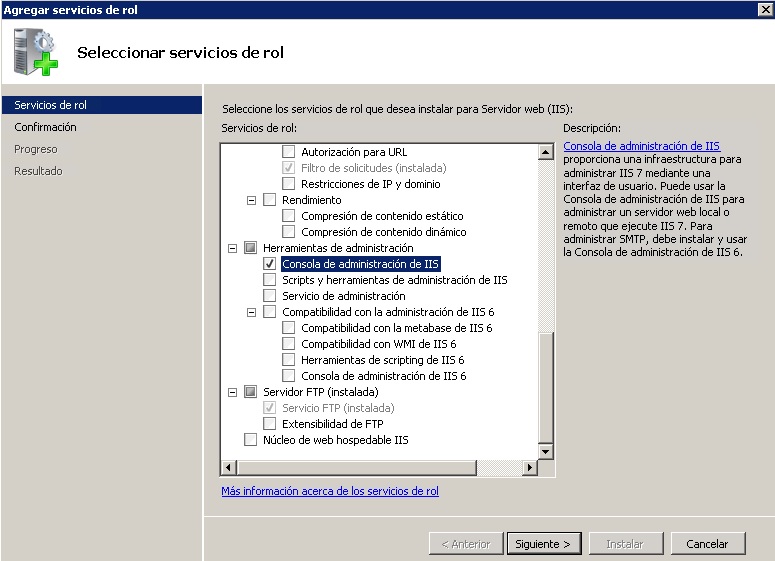 Agregar servicios de rol
Seleccionar servicios de rol
Servicios de rol
Confirmación
Progreso
Resultado
Seleccione los servicios de rol que desea instalar para Servidor web (IIS):
Servicios de rol:
Autorización para URL
Filtro de solicitudes (instalada)
Restricciones de IP y dominio
Rendimiento
Compresión de contenido estático
Compresión de contenido dinámico
Herramientas de administración
Consola de administración de IIS
Scripts y herramientas de administración de IIS
Servicio de administración
Compatibilidad con la administración de IIS 6
Compatibilidad con la metabase de IIS 6
Compatibilidad con WMI de IIS 6
Herramientas de scripting de IIS 6
Consola de administración de IIS 6
Servidor FTP (instalada)
Servicio FTP (instalada)
Extensibilidad de FTP
Núcleo de web hospedable IIS
Más información acerca de los servicios de rol
Descripción:
Consola de administración de IIS
proporciona una infraestructura para
administrar IIS 7 mediante una
interfaz de usuario. Puede usar la
Consola de administración de IIS para
administrar un servidor web local o
remoto que ejecute IIS 7. Para
administrar SMTP, debe instalar y usar
la Consola de administración de IIS 6.
< Anterior
Siguiente >
Instalar
Cancelar